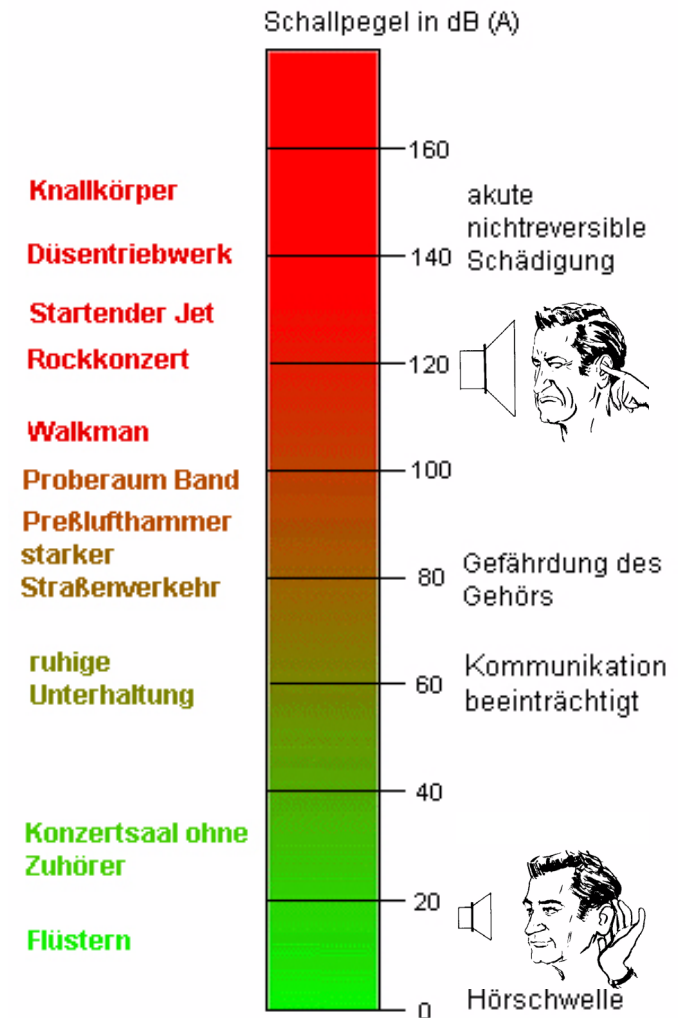 Schallpegel in dB (A)
160
Knallkörper
akute
nichtreversible
Schädigung
Düsentriebwerk
140
Startender Jet
Rockkonzert
120
Walkman
100
Proberaum Band
Preßlufthammer
starker
Straßenverkehr
80
Gefährdung des
Gehörs
ruhige
Unterhaltung
60
Kommunikation
beeinträchtigt
40
Konzertsaal ohne
Zuhörer
20
Flüstern
0
Hörschwelle